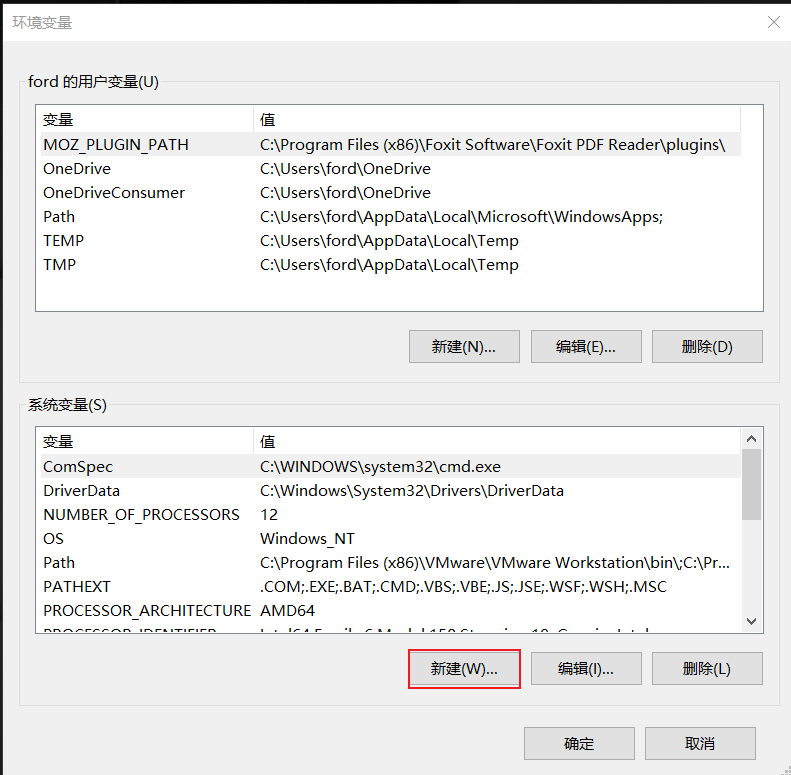 环境变量
ford 的用户变量(U)
变量 值
MOZ_PLUGIN_PATH C:\Program Files (x86)\Foxit Software\Foxit PDF Reader\plugins\
OneDrive C:\Users\ford\OneDrive
OneDriveConsumer C:\Users\ford\OneDrive
Path C:\Users\ford\AppData\Local\Microsoft\WindowsApps;
TEMP C:\Users\ford\AppData\Local\Temp
TMP C:\Users\ford\AppData\Local\Temp
新建(N)... 编辑(E)... 删除(D)
系统变量(S)
变量 值
ComSpec C:\WINDOWS\system32\cmd.exe
DriverData C:\Windows\System32\Drivers\DriverData
NUMBER_OF_PROCESSORS 12
OS Windows_NT
Path C:\Program Files (x86)\VMware\VMware Workstation\bin\;C:\Pr...
PATHEXT .COM;.EXE;.BAT;.CMD;.VBS;.VBE;.JS;.JSE;.WSF;.WSH;.MSC
PROCESSOR_ARCHITECTURE AMD64
PROCESSOR_IDENTIFIER Intel64 Family 6 Model
新建(W)... 编辑(I)... 删除(L)
确定 取消